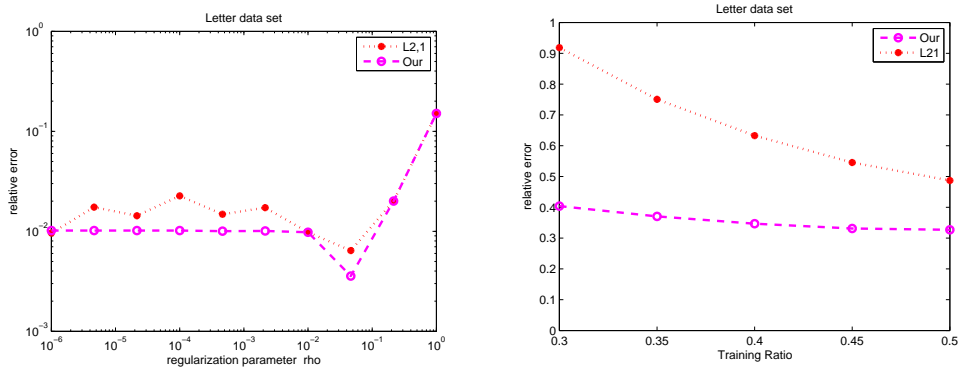 Letter data set
10^0
10^-1
10^-2
10^-3
relative error
L2,1
Our
10^-6
10^-5
10^-4
10^-3
10^-2
10^-1
10^0
regularization parameter rho
Letter data set
1
0.9
0.8
0.7
0.6
0.5
0.4
0.3
0.2
0.1
0
relative error
Our
L21
0.3
0.35
0.4
0.45
0.5
Training Ratio